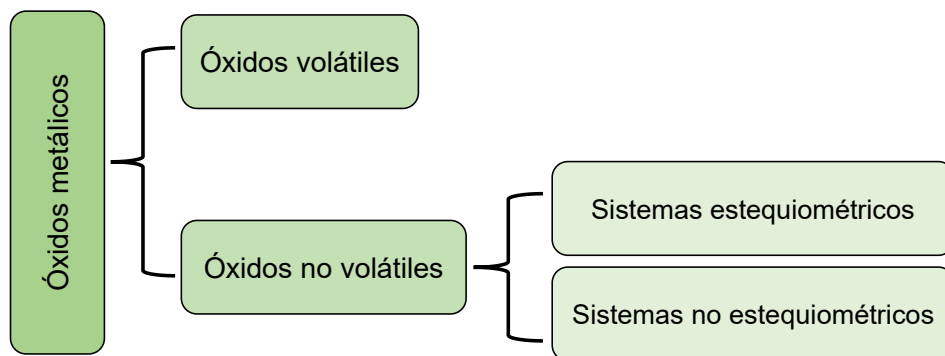 Óxidos metálicos
Óxidos volátiles
Óxidos no volátiles
Sistemas estequiométricos
Sistemas no estequiométricos